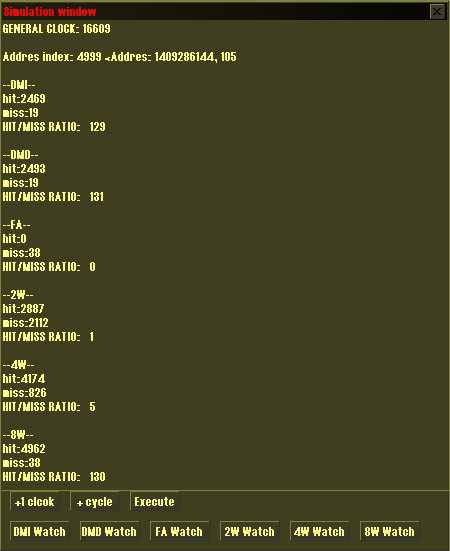 Simulation window
GENERAL CLOCK: 16609
Addres index: 4999 <Addres: 1409286144, 105
--DMI--
hit:2469
miss:19
HIT/MISS RATIO: 129
--DMD--
hit:2493
miss:19
HIT/MISS RATIO: 131
--FA--
hit:0
miss:38
HIT/MISS RATIO: 0
--2W--
hit:2887
miss:2112
HIT/MISS RATIO: 1
--4W--
hit:4174
miss:826
HIT/MISS RATIO: 5
--8W--
hit:4962
miss:38
HIT/MISS RATIO: 130
+1 clcok + cycle Execute
DMI Watch DMD Watch FA Watch 2W Watch 4W Watch 8W Watch